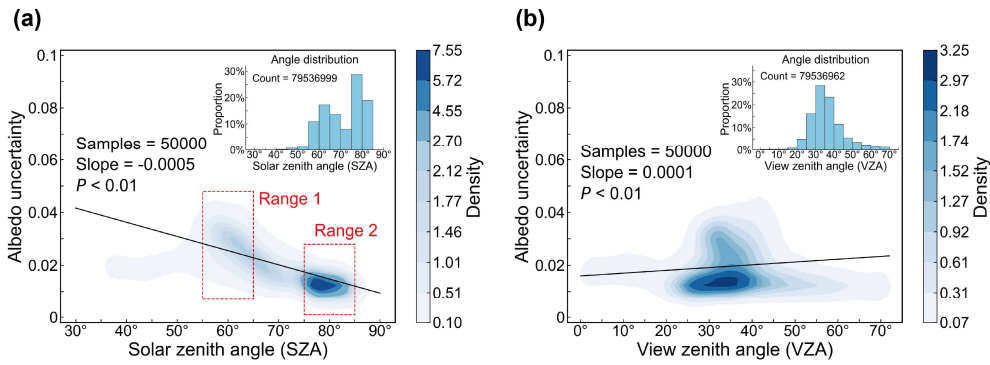 (a)
0.1
0.08
0.06
0.04
0.02
0
Albedo uncertainty
Samples = 50000
Slope = -0.0005
P < 0.01
Angle distribution
Count = 79536999
30%
20%
10%
0%
Proportion
30° 40° 50° 60° 70° 80° 90°
Solar zenith angle (SZA)
Range 1
Range 2
30° 40° 50° 60° 70° 80° 90°
Solar zenith angle (SZA)
7.55
5.72
4.55
2.70
2.12
1.77
1.46
1.01
0.51
0.10
Density
(b)
0.1
0.08
0.06
0.04
0.02
0
Albedo uncertainty
Samples = 50000
Slope = 0.0001
P < 0.01
Angle distribution
Count = 79536962
30%
20%
10%
0%
Proportion
0° 10° 20° 30° 40° 50° 60° 70°
View zenith angle (VZA)
0° 10° 20° 30° 40° 50° 60° 70°
View zenith angle (VZA)
3.25
2.97
2.18
1.74
1.52
1.27
0.92
0.61
0.31
0.07
Density